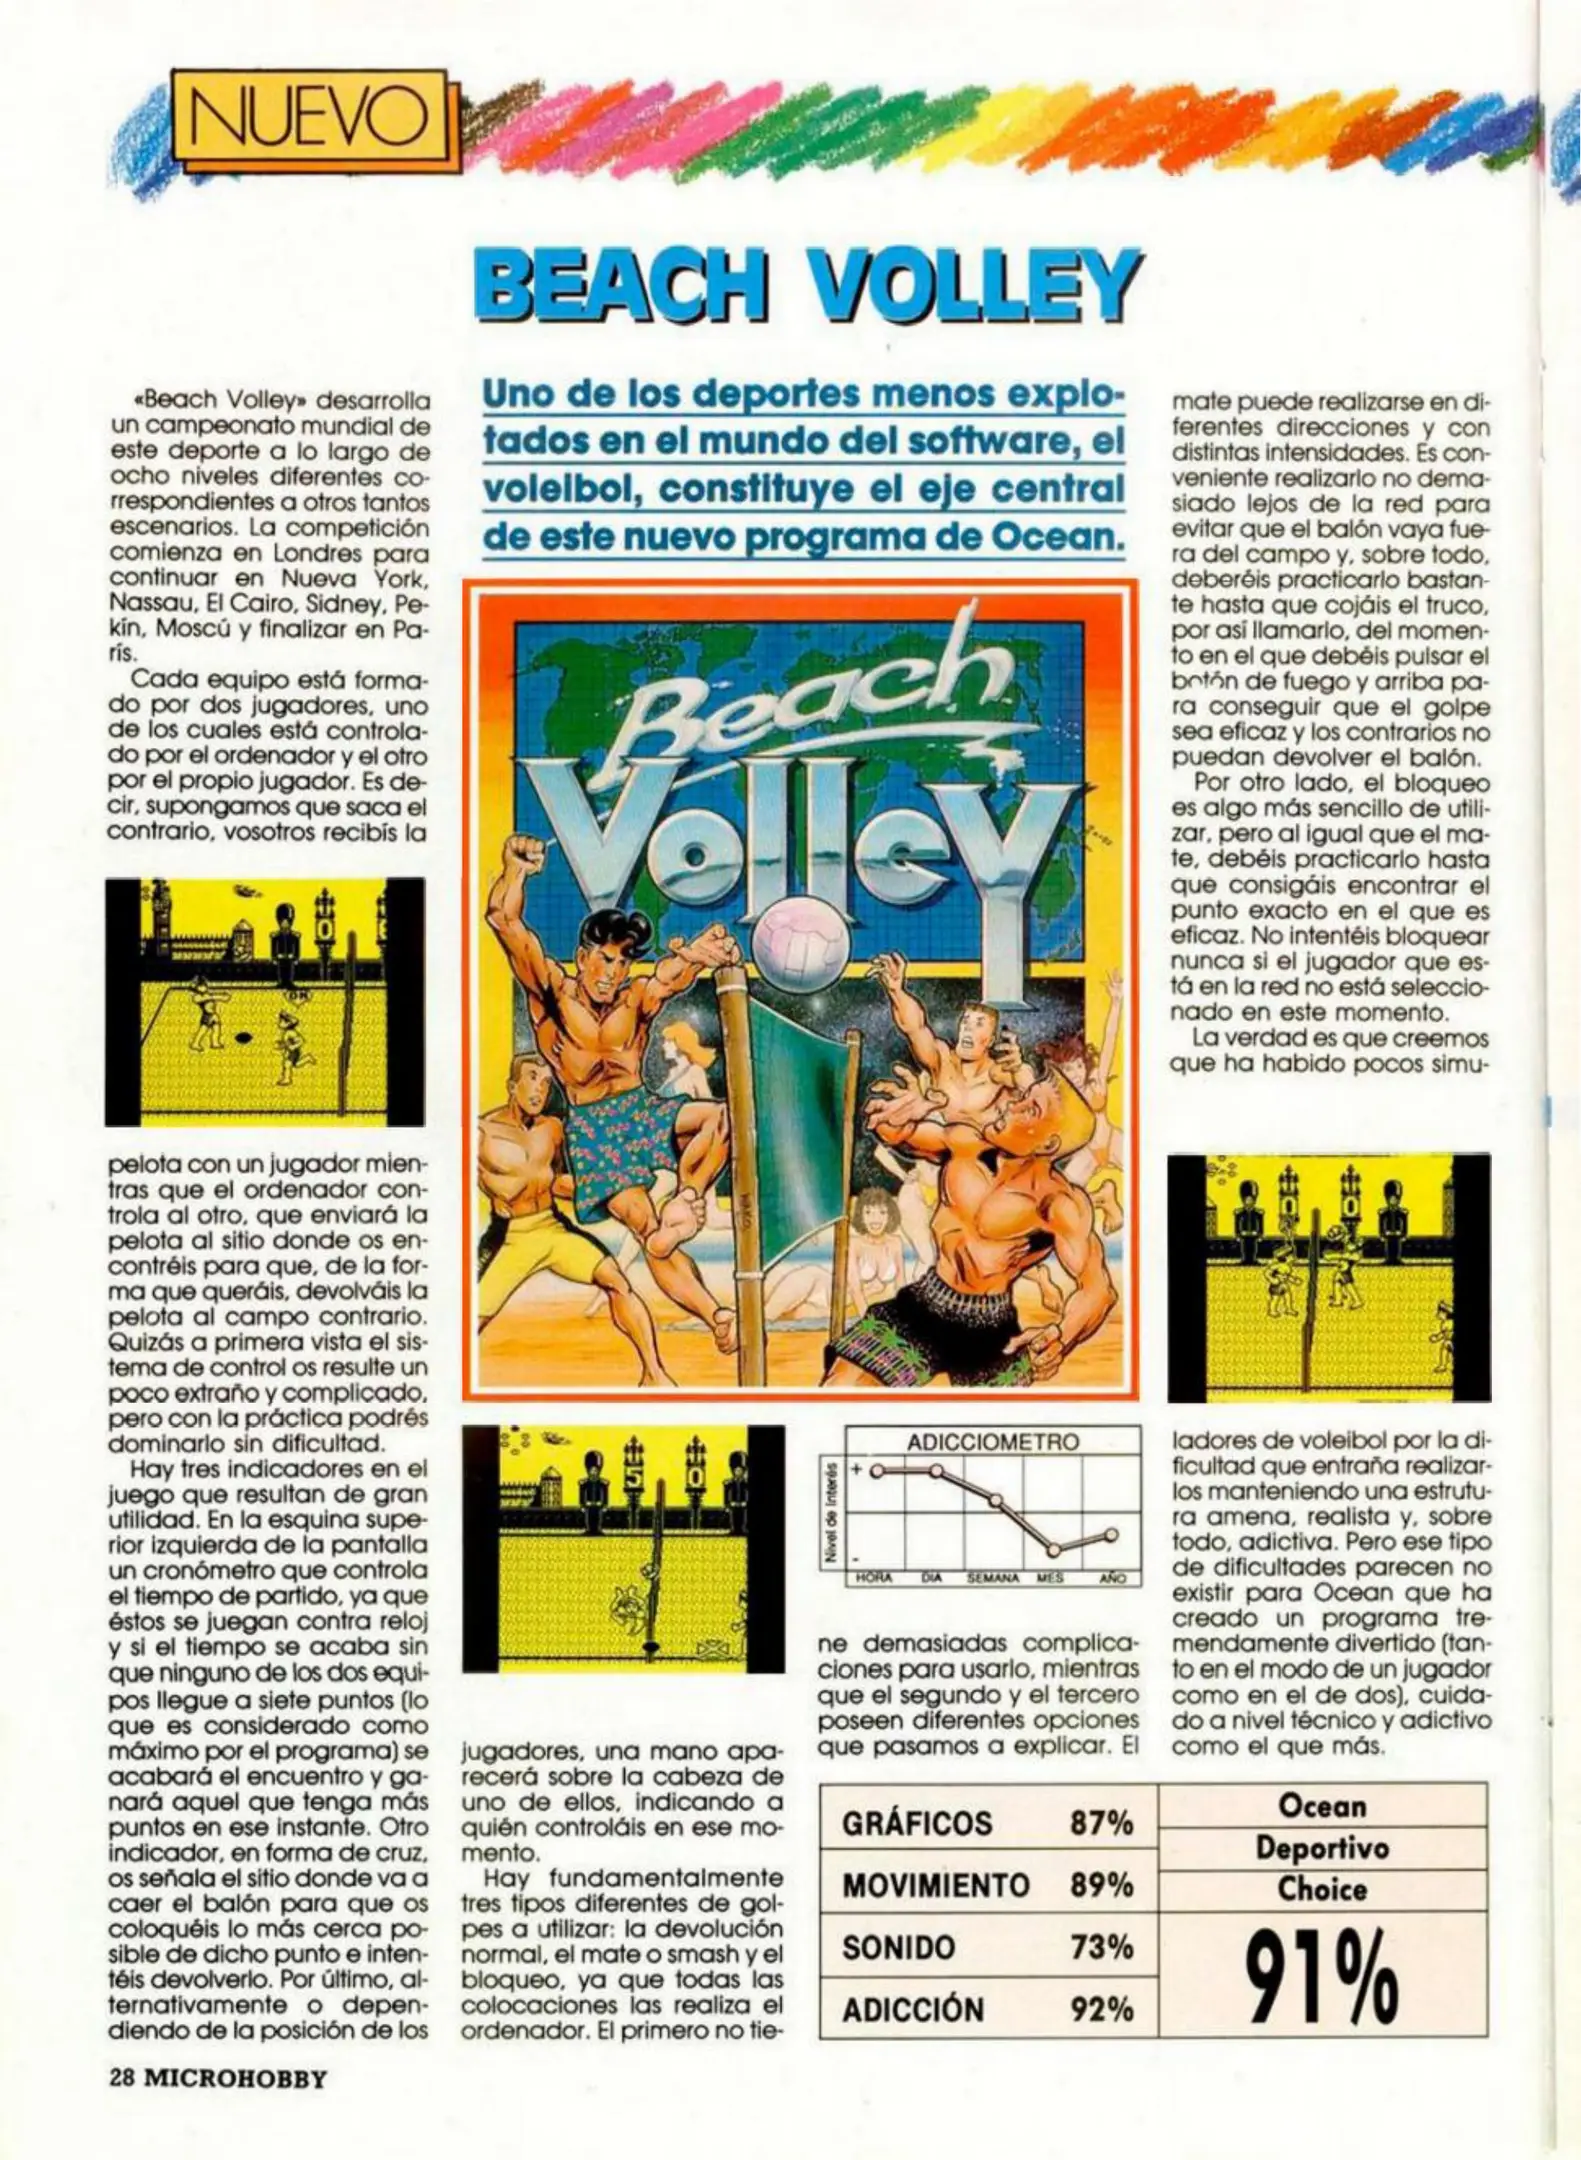 NUEVO
BEACH VOLLEY
Uno de los deportes menos explo-
tados en el mundo del software, el
voleibol, constituye el eje central
de este nuevo programa de Ocean.
«Beach Volley» desarrolla
un campeonato mundial de
este deporte a lo largo de
ocho niveles diferentes co-
rrespondientes a otros tantos
escenarios. La competición
comienza en Londres para
continuar en Nueva York,
Nassau, El Cairo, Sidney, Pe-
kín, Moscú y finalizar en Pa-
rís.
Cada equipo está forma-
do por dos jugadores, uno
de los cuales está controla-
do por el ordenador y el otro
por el propio jugador. Es de-
cir, supongamos que saca el
contrario, vosotros recibís la
pelota con un jugador mien-
tras que el ordenador con-
trola al otro, que enviará la
pelota al sitio donde os en-
contréis para que, de la for-
ma que queráis, devolváis la
pelota al campo contrario.
Quizás a primera vista el sis-
tema de control os resulte un
poco extraño y complicado,
pero con la práctica podrés
dominarlo sin dificultad.
Hay tres indicadores en el
juego que resultan de gran
utilidad. En la esquina supe-
rior izquierda de la pantalla
un cronómetro que controla
el tiempo de partido, ya que
éstos se juegan contra reloj
y si el tiempo se acaba sin
que ninguno de los dos equi-
pos llegue a siete puntos (lo
que es considerado como
máximo por el programa) se
acabará el encuentro y ga-
nará aquel que tenga más
puntos en ese instante. Otro
indicador, en forma de cruz,
os señala el sitio donde va a
caer el balón para que os
coloquéis lo más cerca po-
sible de dicho punto e inten-
téis devolverlo. Por último, al-
ternativamente o depen-
diendo de la posición de los
Beach
Volley
5 0
jugadores, una mano apa-
recerá sobre la cabeza de
uno de ellos, indicando a
quién controláis en ese mo-
mento.
Hay fundamentalmente
tres tipos diferentes de gol-
pes a utilizar: la devolución
normal, el mate o smash y el
bloqueo, ya que todas las
colocaciones las realiza el
ordenador. El primero no tie-
ADICCIOMETRO
Nivel de Interés
+
-
HORA DIA SEMANA MES AÑO
ne demasiadas complica-
ciones para usarlo, mientras
que el segundo y el tercero
poseen diferentes opciones
que pasamos a explicar. El
mate puede realizarse en di-
ferentes direcciones y con
distintas intensidades. Es con-
veniente realizarlo no dema-
siado lejos de la red para
evitar que el balón vaya fue-
ra del campo y, sobre todo,
deberéis practicarlo bastan-
te hasta que cojáis el truco,
por así llamarlo, del momen-
to en el que debéis pulsar el
botón de fuego y arriba pa-
ra conseguir que el golpe
sea eficaz y los contrarios no
puedan devolver el balón.
Por otro lado, el bloqueo
es algo más sencillo de utili-
zar, pero al igual que el ma-
te, debéis practicarlo hasta
que consigáis encontrar el
punto exacto en el que es
eficaz. No intentéis bloquear
nunca si el jugador que es-
tá en la red no está seleccio-
nado en este momento.
La verdad es que creemos
que ha habido pocos simu-
ladores de voleibol por la di-
ficultad que entraña realizar-
los manteniendo una estrutu-
ra amena, realista y, sobre
todo, adictiva. Pero ese tipo
de dificultades parecen no
existir para Ocean que ha
creado un programa tre-
mendamente divertido (tan-
to en el modo de un jugador
como en el de dos), cuida-
do a nivel técnico y adictivo
como el que más.
GRÁFICOS 87%
MOVIMIENTO 89%
SONIDO 73%
ADICCIÓN 92%
Ocean
Deportivo
Choice
91%
28 MICROHOBBY